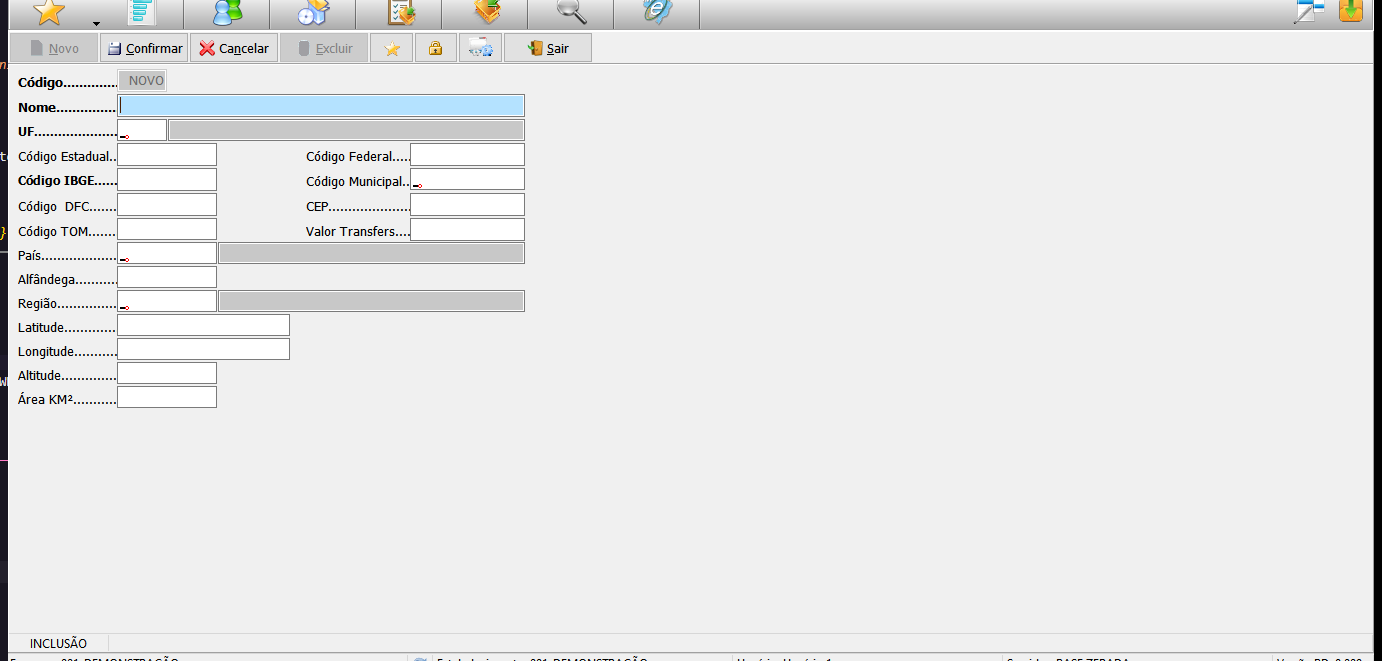 Novo Confirmar Cancelar Excluir Sair
Código............. NOVO
Nome...............
UF.....................
Código Estadual.. Código Federal.....
Código IBGE...... Código Municipal..
Código DFC....... CEP....................
Código TOM....... Valor Transfers....
País...................
Alfândega..........
Região...............
Latitude.............
Longitude...........
Altitude..............
Área KM²...........
INCLUSÃO